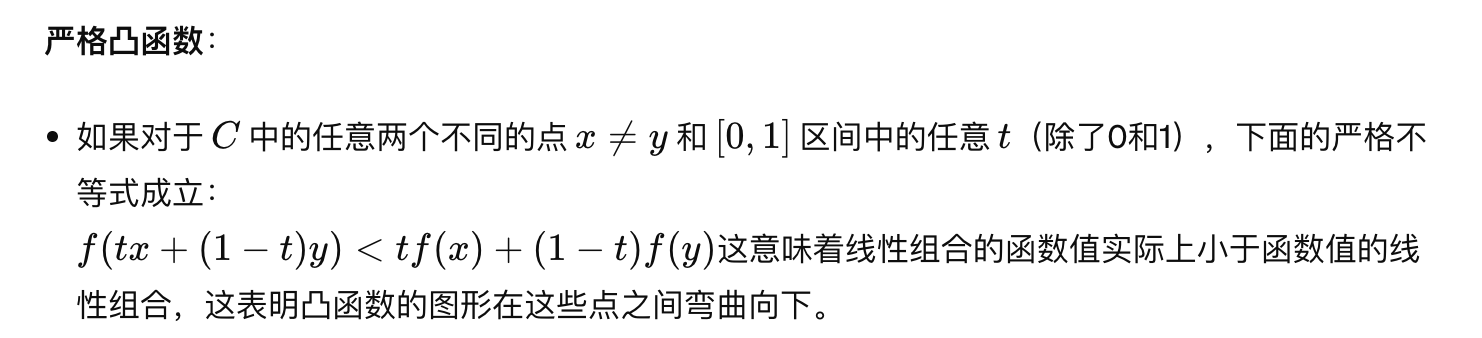 严格凸函数：
• 如果对于 C 中的任意两个不同的点 x ≠ y 和 [0, 1] 区间中的任意 t（除了0和1），下面的严格不
等式成立：
f(tx + (1 − t)y) < tf(x) + (1 − t)f(y)这意味着线性组合的函数值实际上小于函数值的线
性组合，这表明凸函数的图形在这些点之间弯曲向下。